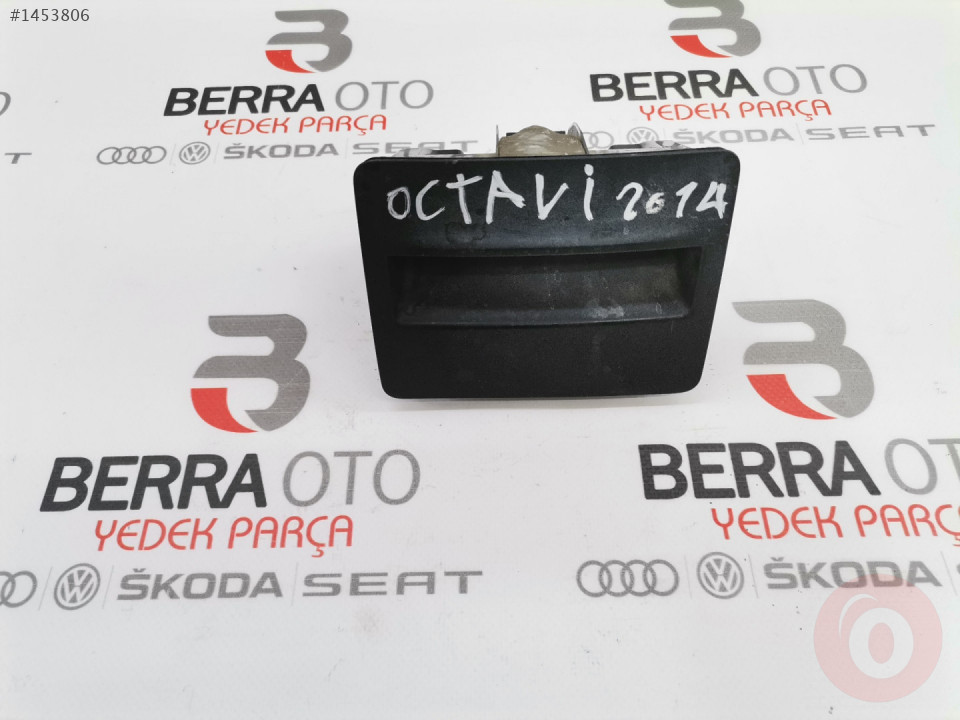 #1453806
BERRA OTO
YEDEK PARÇA
ŠKODA SEAT
BERRA OTO
YEDEK PARÇA
ŠKODA SEAT
OCTAVİ 2014
BERRA OTO
YEDEK PARÇA
ŠKODA SEAT
BERRA OTO
YEDEK PARÇA
ŠKODA SEAT